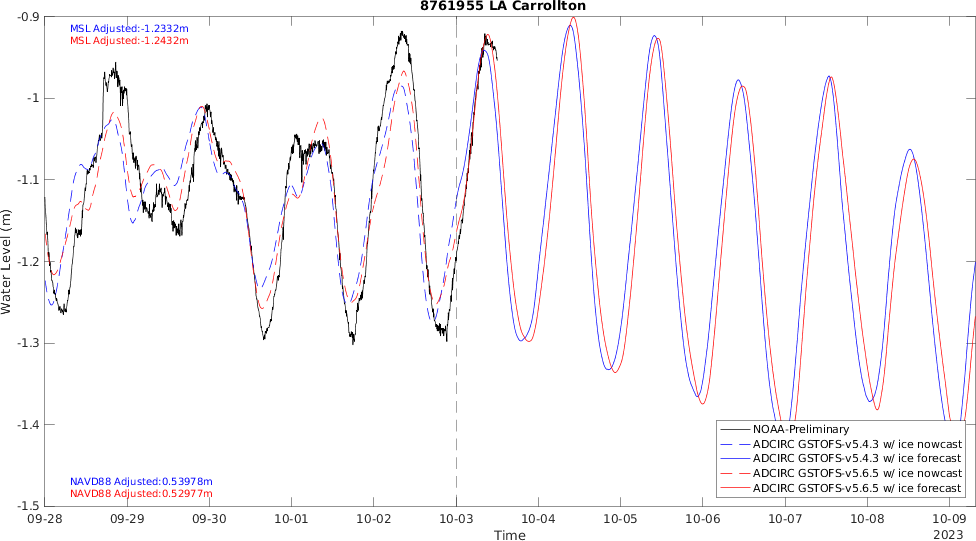 8761955 LA Carrollton
MSL Adjusted:-1.2332m
MSL Adjusted:-1.2432m
-0.9
-1
-1.1
-1.2
-1.3
-1.4
-1.5
Water Level (m)
NAVD88 Adjusted:0.53978m
NAVD88 Adjusted:0.52977m
NOAA-Preliminary
ADCIRC GSTOFS-v5.4.3 w/ ice nowcast
ADCIRC GSTOFS-v5.4.3 w/ ice forecast
ADCIRC GSTOFS-v5.6.5 w/ ice nowcast
ADCIRC GSTOFS-v5.6.5 w/ ice forecast
09-28 09-29 09-30 10-01 10-02 10-03 10-04 10-05 10-06 10-07 10-08 10-09
Time
2023